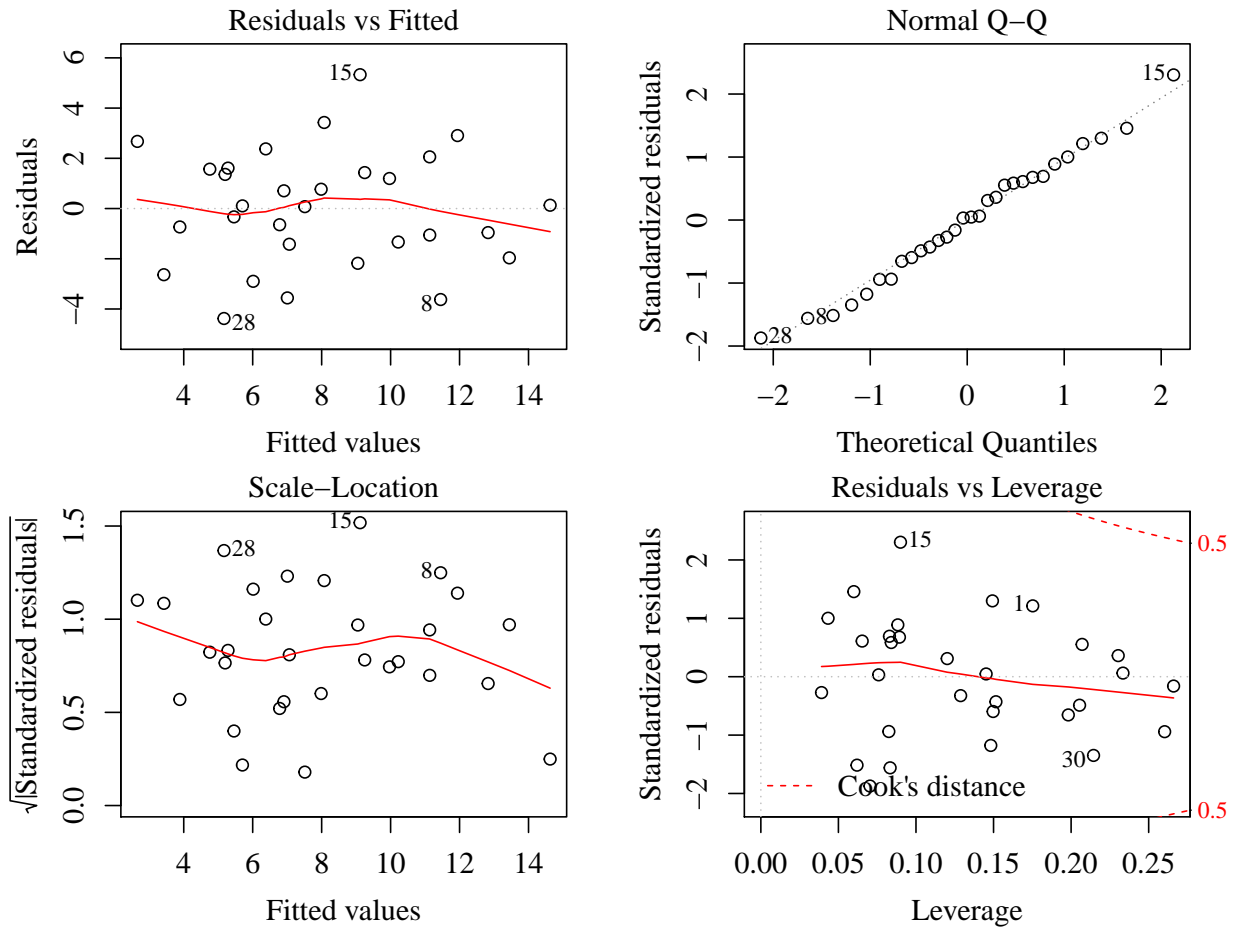 Residuals vs Fitted
Residuals
−4 0 2 4 6
4 6 8 10 12 14
Fitted values
15
28
8
Normal Q−Q
Standardized residuals
−2 −1 0 1 2
−2 −1 0 1 2
Theoretical Quantiles
15
8
28
Scale−Location
√|Standardized residuals|
0.0 0.5 1.0 1.5
4 6 8 10 12 14
Fitted values
15
28
8
Residuals vs Leverage
Standardized residuals
−2 −1 0 1 2
0.00 0.05 0.10 0.15 0.20 0.25
Leverage
Cook's distance
0.5
0.5
15
1
30